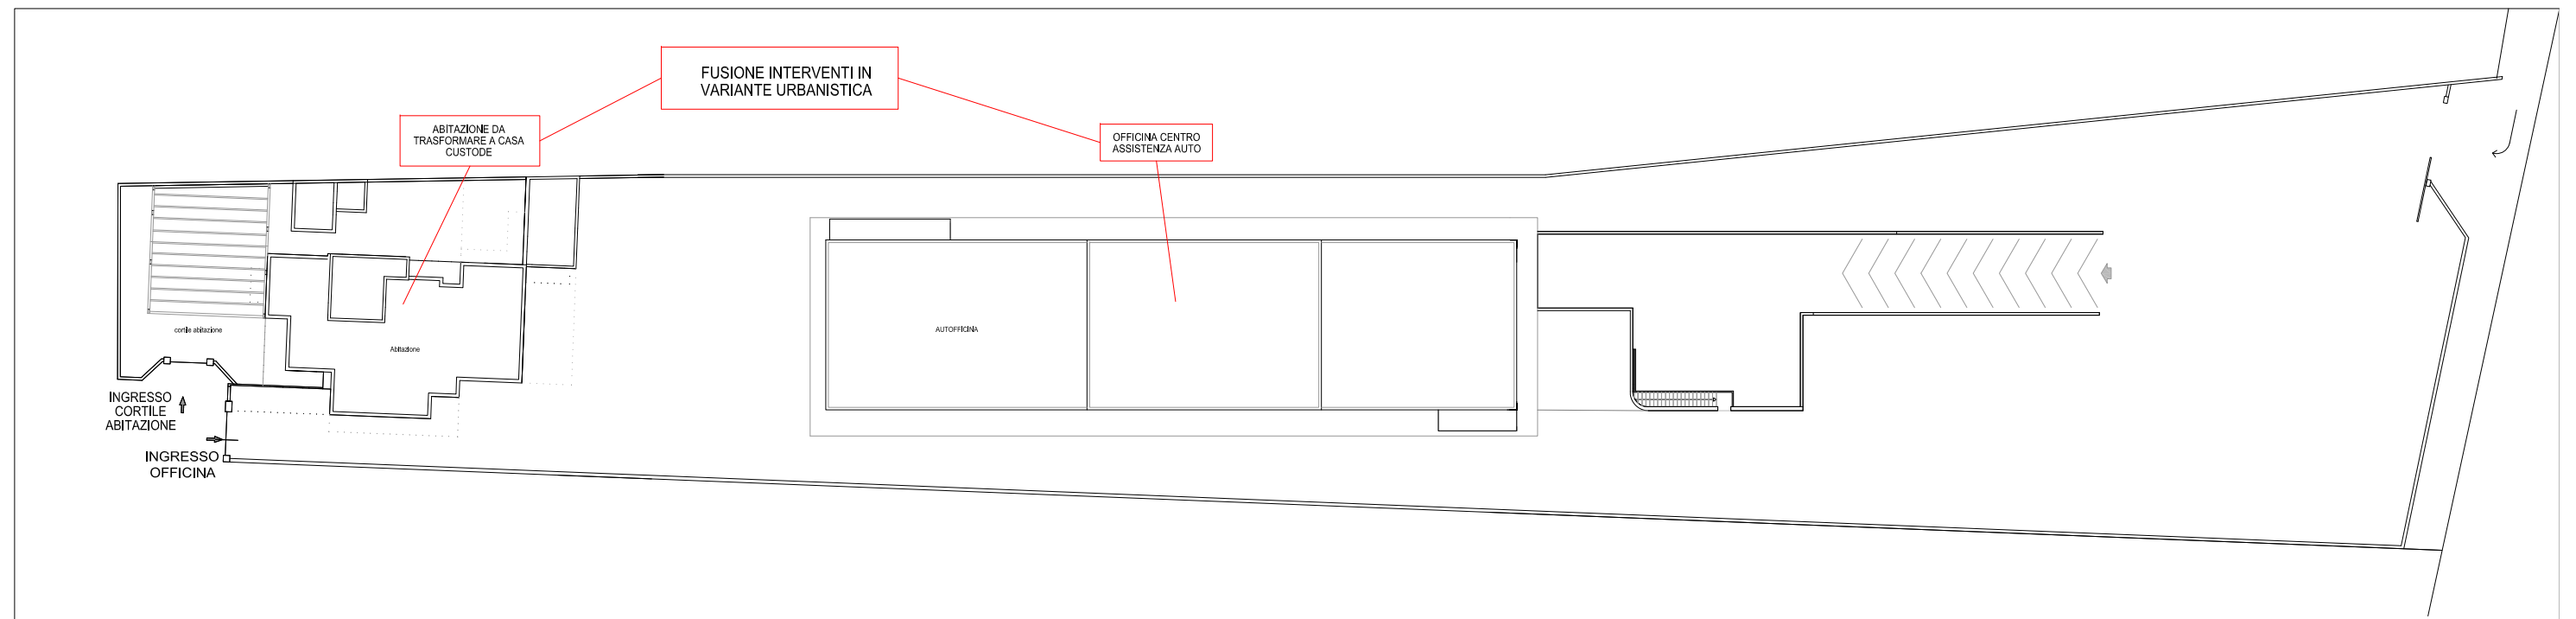 FUSIONE INTERVENTI IN
VARIANTE URBANISTICA
ABITAZIONE DA
TRASFORMARE A CASA
CUSTODE
OFFICINA CENTRO
ASSISTENZA AUTO
cortile abitazione
Abitazione
AUTOFFICINA
INGRESSO
CORTILE
ABITAZIONE
INGRESSO
OFFICINA